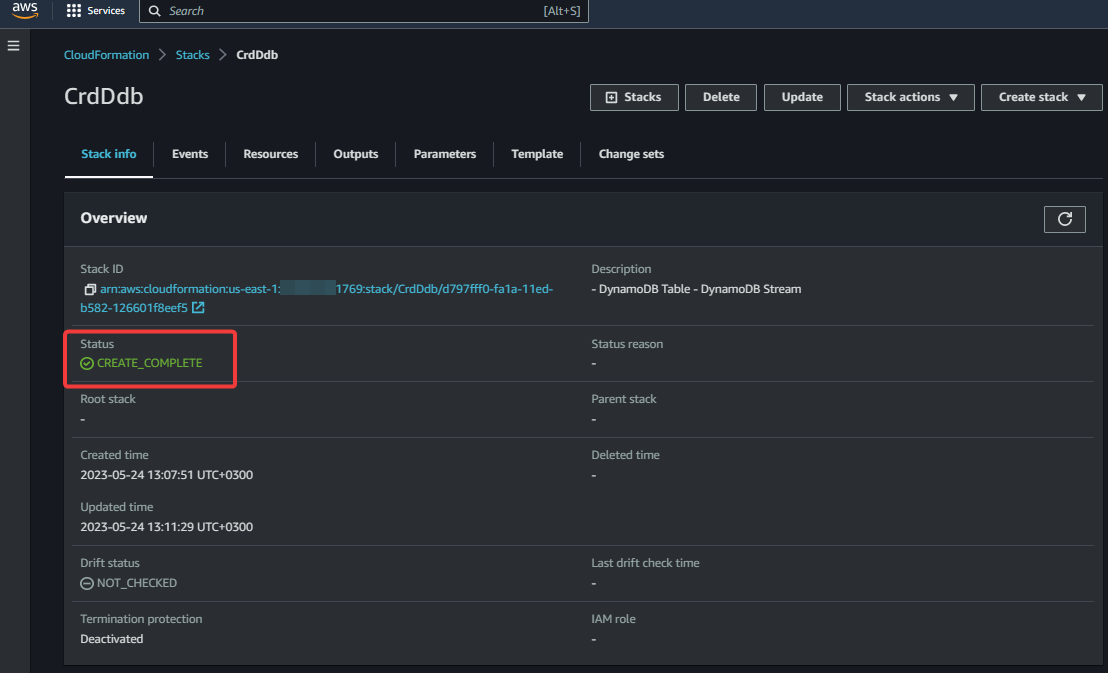 aws
Services
Search
[Alt+S]
CloudFormation > Stacks > CrdDdb
CrdDdb
Stacks
Delete
Update
Stack actions
Create stack
Stack info
Events
Resources
Outputs
Parameters
Template
Change sets
Overview
Stack ID
arn:aws:cloudformation:us-east-1:
1769:stack/CrdDdb/d797fff0-fa1a-11ed-
b582-126601f8eef5
Description
- DynamoDB Table - DynamoDB Stream
Status
CREATE_COMPLETE
Status reason
-
Root stack
-
Parent stack
-
Created time
2023-05-24 13:07:51 UTC+0300
Deleted time
-
Updated time
2023-05-24 13:11:29 UTC+0300
Drift status
NOT_CHECKED
Last drift check time
-
Termination protection
Deactivated
IAM role
-